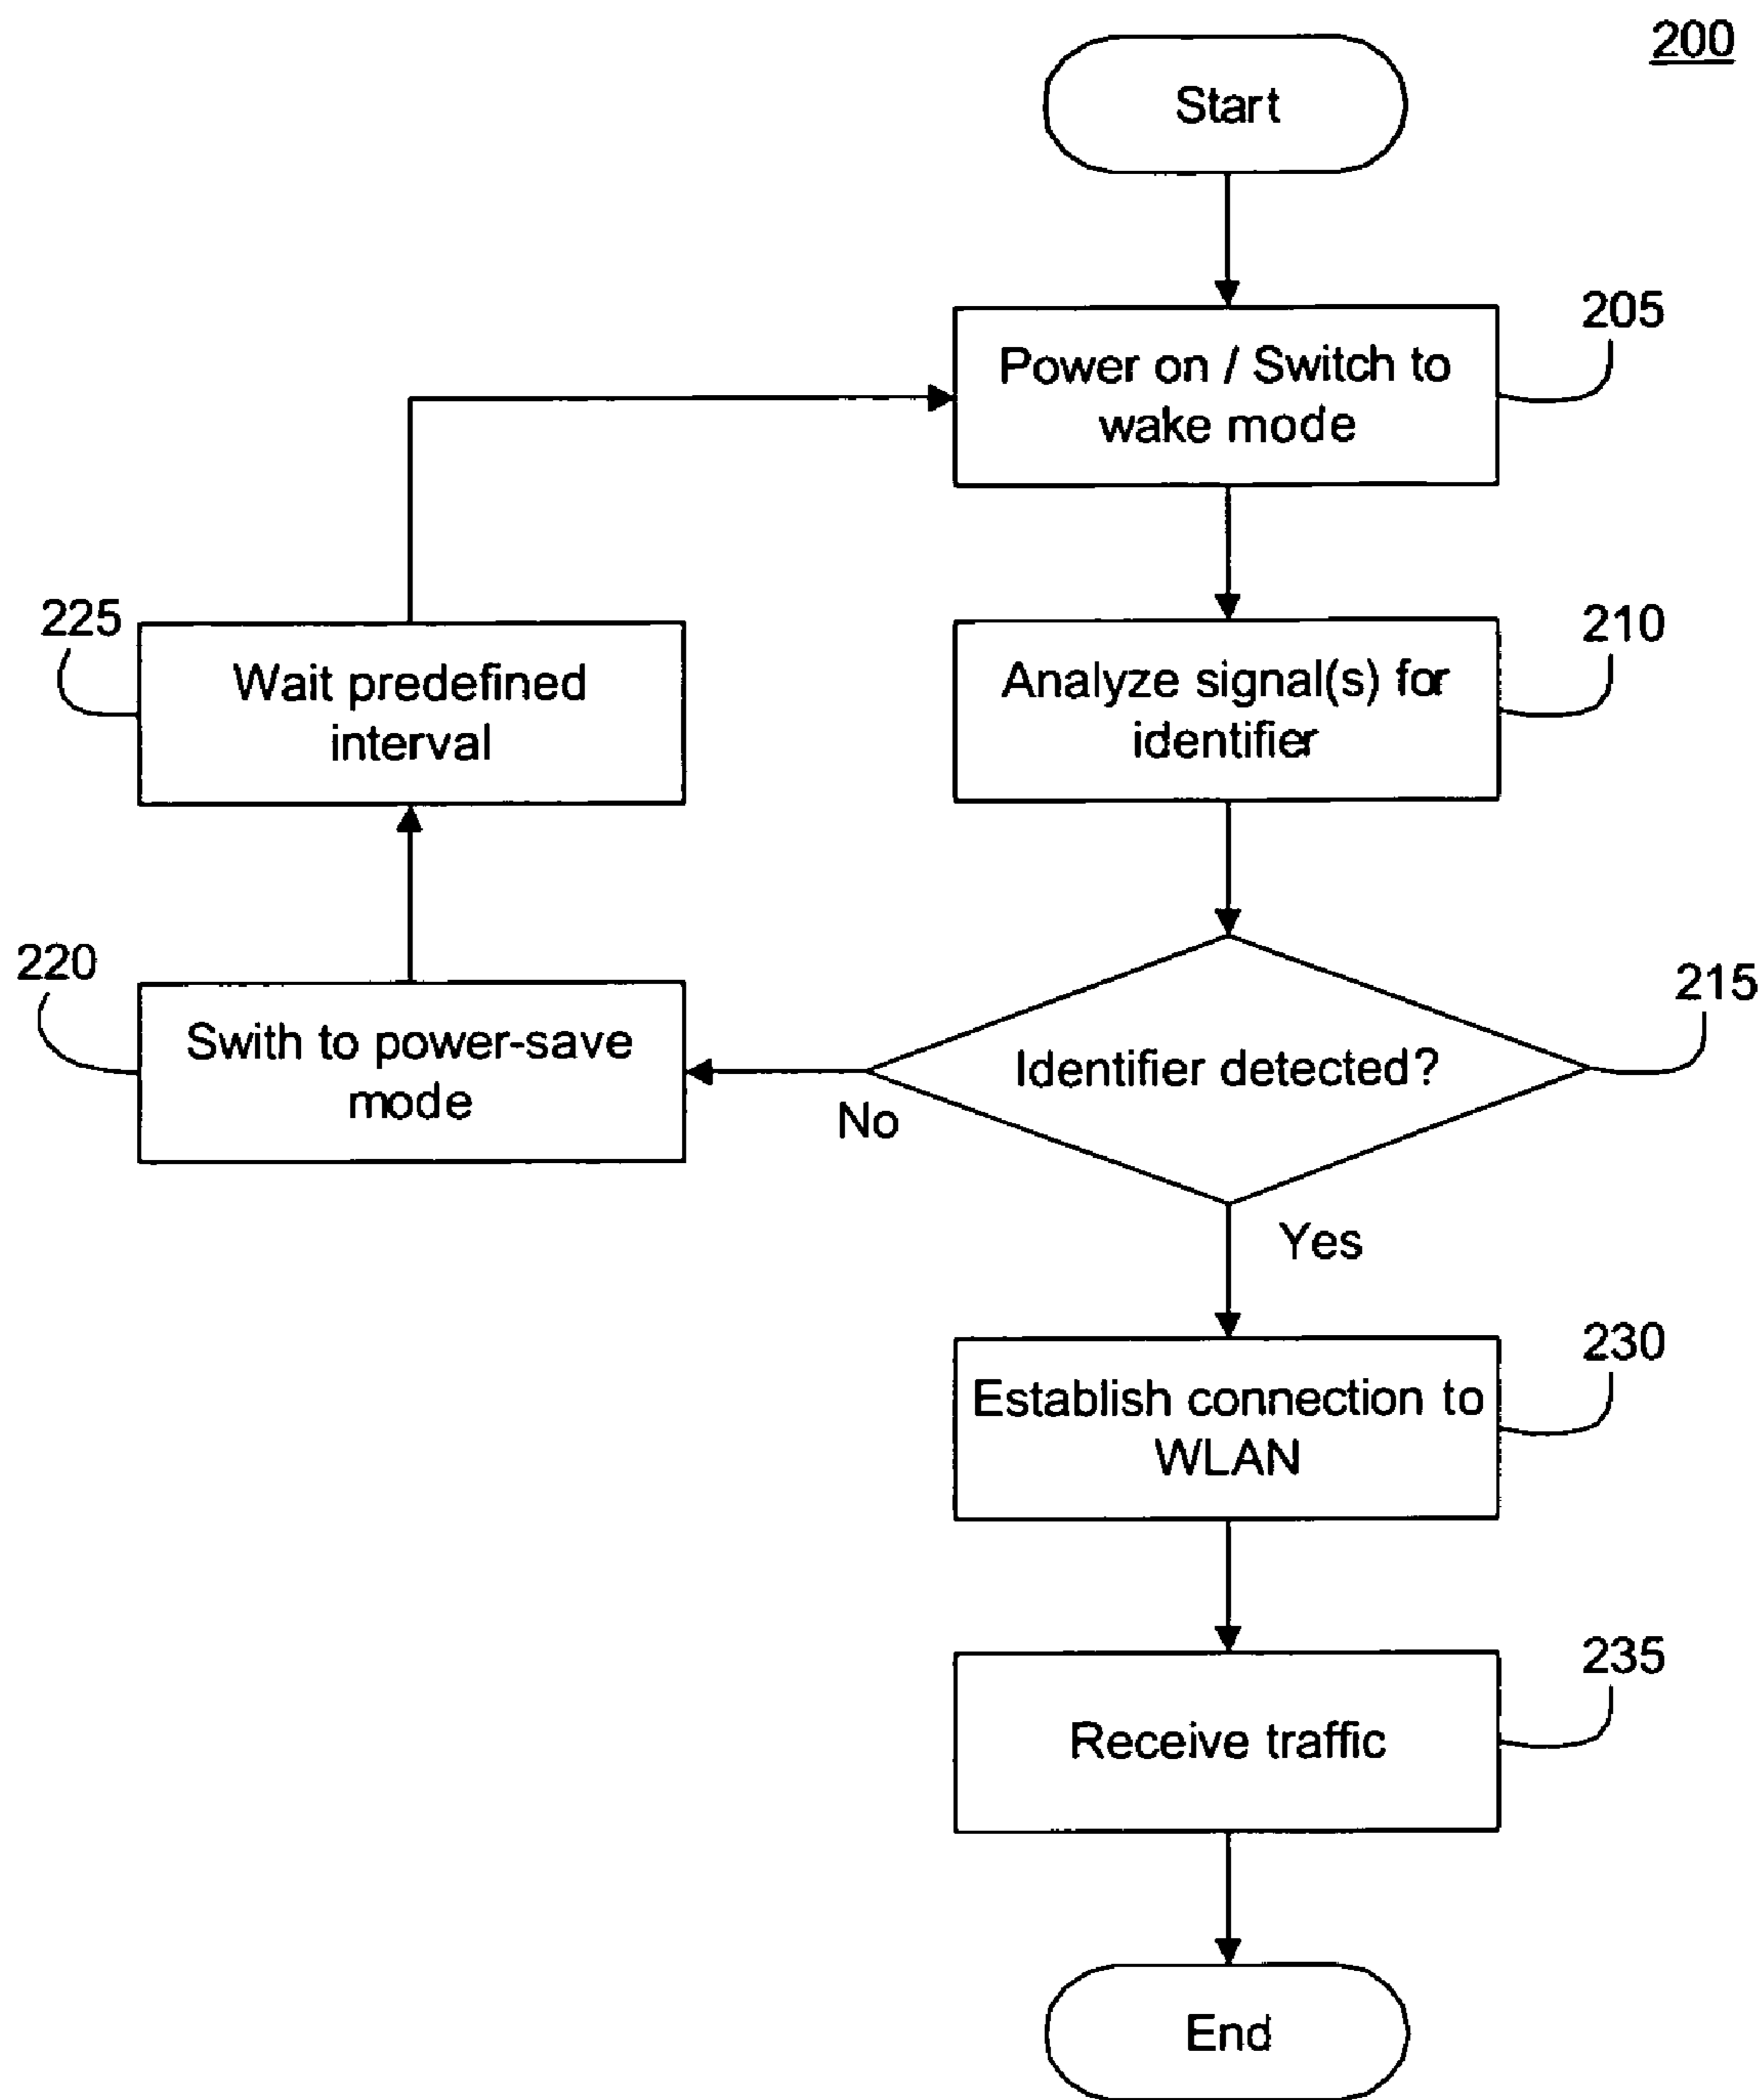 200
Start
Power on / Switch to
wake mode
205
Analyze signal(s) for
identifier
210
225
Wait predefined
interval
220
Swith to power-save
mode
Identifier detected?
215
No
Yes
Establish connection to
WLAN
230
Receive traffic
235
End